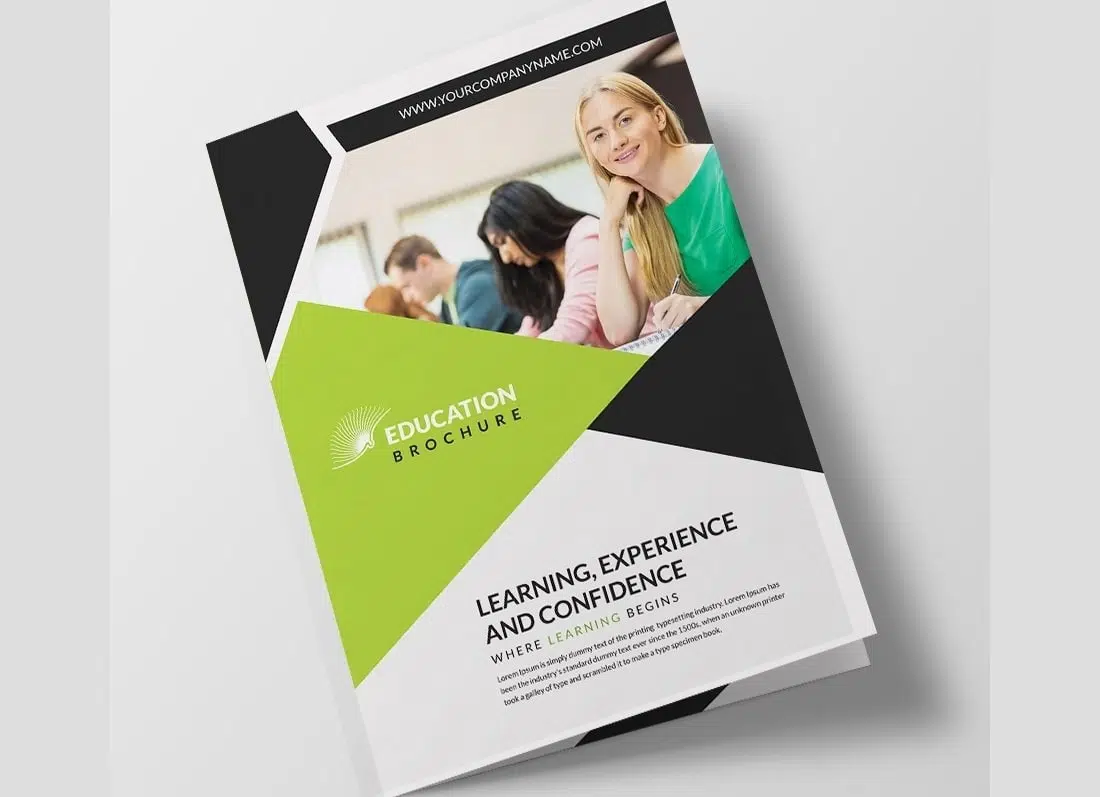 WWW.YOURCOMPANYNAME.COM
EDUCATION
BROCHURE
LEARNING, EXPERIENCE
AND CONFIDENCE
WHERE LEARNING BEGINS
Lorem Ipsum is simply dummy text of the printing typesetting industry. Lorem Ipsum has
been the industry's standard dummy text ever since the 1500s, when an unknown printer
took a galley of type and scrambled it to make a type specimen book.